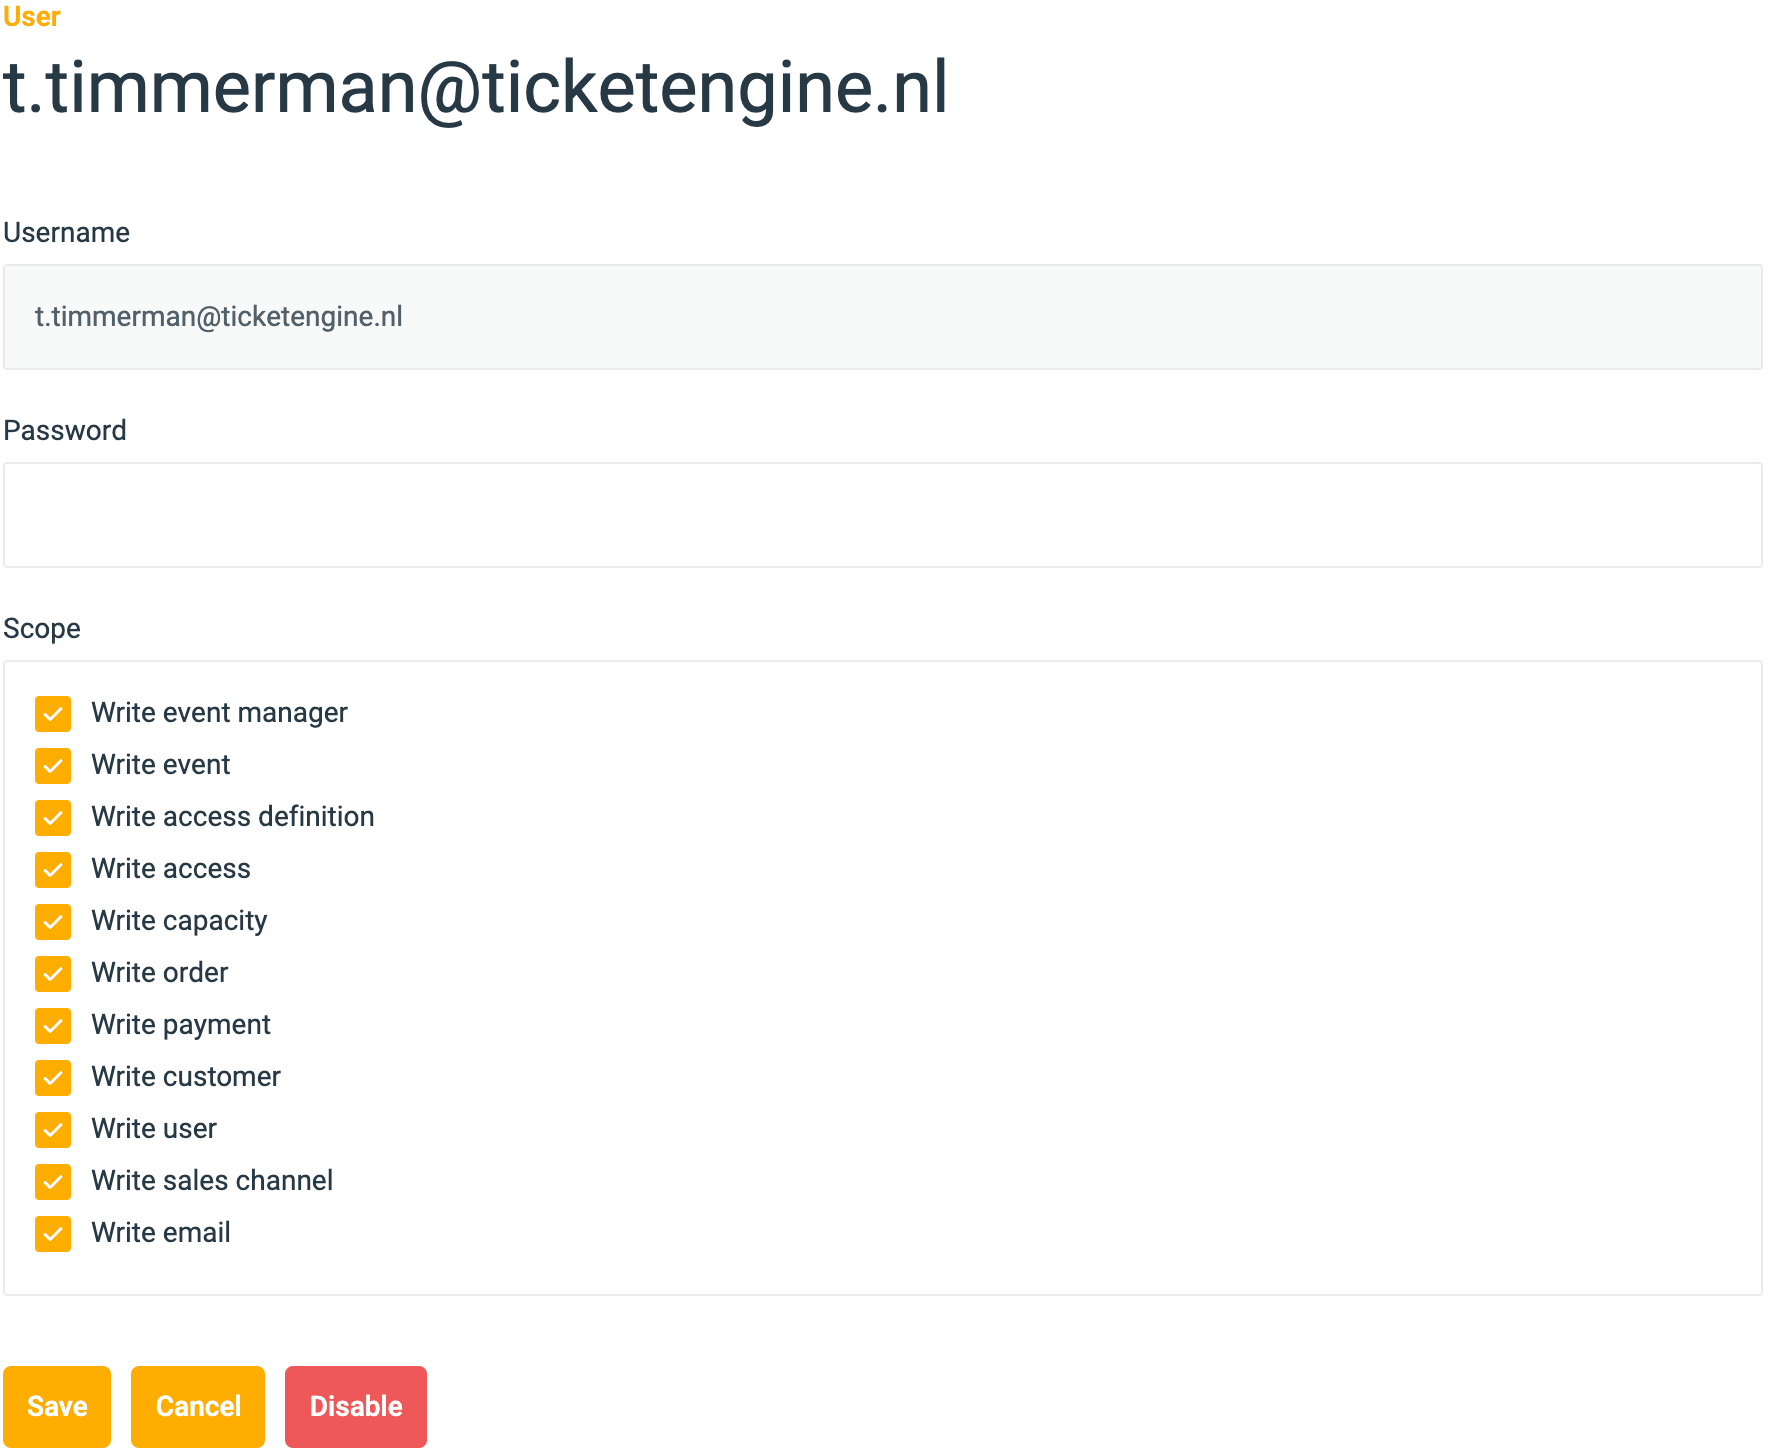 User
t.timmerman@ticketengine.nl
Username
t.timmerman@ticketengine.nl
Password
Scope
Write event manager
Write event
Write access definition
Write access
Write capacity
Write order
Write payment
Write customer
Write user
Write sales channel
Write email
Save Cancel Disable